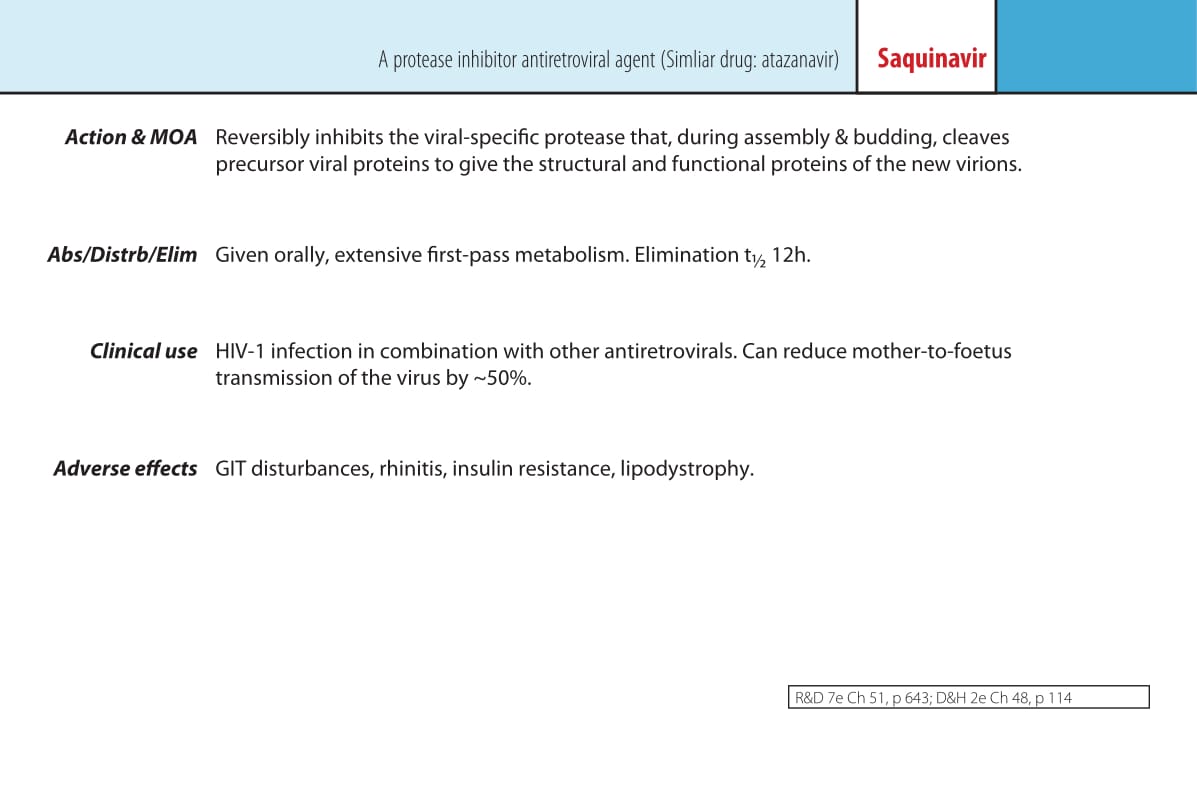 A protease inhibitor antiretroviral agent (Simliar drug: atazanavir)
Saquinavir
Action & MOA Reversibly inhibits the viral-specific protease that, during assembly & budding, cleaves
precursor viral proteins to give the structural and functional proteins of the new virions.
Abs/Distrb/Elim Given orally, extensive first-pass metabolism. Elimination t½ 12h.
Clinical use HIV-1 infection in combination with other antiretrovirals. Can reduce mother-to-foetus
transmission of the virus by ~50%.
Adverse effects GIT disturbances, rhinitis, insulin resistance, lipodystrophy.
R&D 7e Ch 51, p 643; D&H 2e Ch 48, p 114